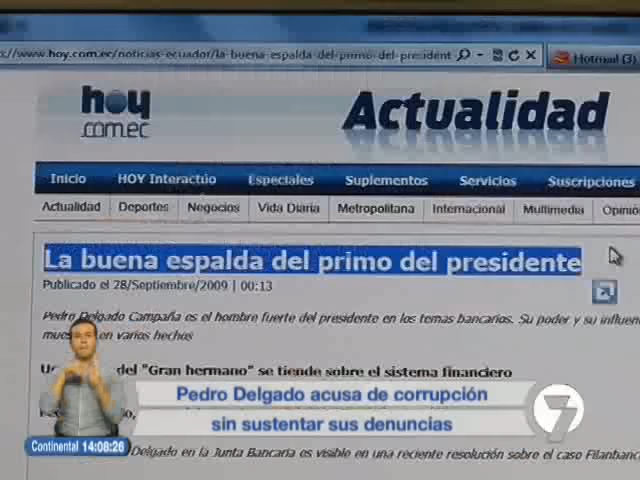 ://www.hoy.com.ec/noticias-ecuador/la-buena-espalda-del-primo-del-president
Hotmail (3)
hoy
.com.ec
Actualidad
Inicio HOY Interactúo Especiales Suplementos Servicios Suscripciones
Actualidad Deportes Negocios Vida Diaria Metropolitana Internacional Multimedia Opinió
La buena espalda del primo del presidente
Publicado el 28/Septiembre/2009 | 00:13
Pedro Delgado Campaña es el hombre fuerte del presidente en los temas bancarios. Su poder y su influen
mues en varios hechos
del "Gran hermano" se tiende sobre el sistema financiero
Pedro Delgado acusa de corrupción
sin sustentar sus denuncias
7
Continental 14:08:26
Delgado en la Junta Bancaria es visible en una reciente resolución sobre el caso Filanban